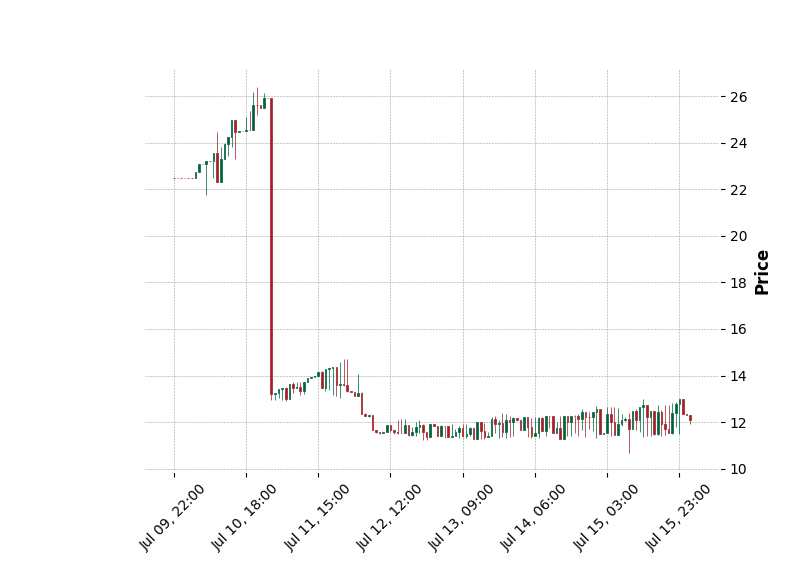 26
24
22
20
18
16
14
12
10
Price
Jul 09, 22:00
Jul 10, 18:00
Jul 11, 15:00
Jul 12, 12:00
Jul 13, 09:00
Jul 14, 06:00
Jul 15, 03:00
Jul 15, 23:00